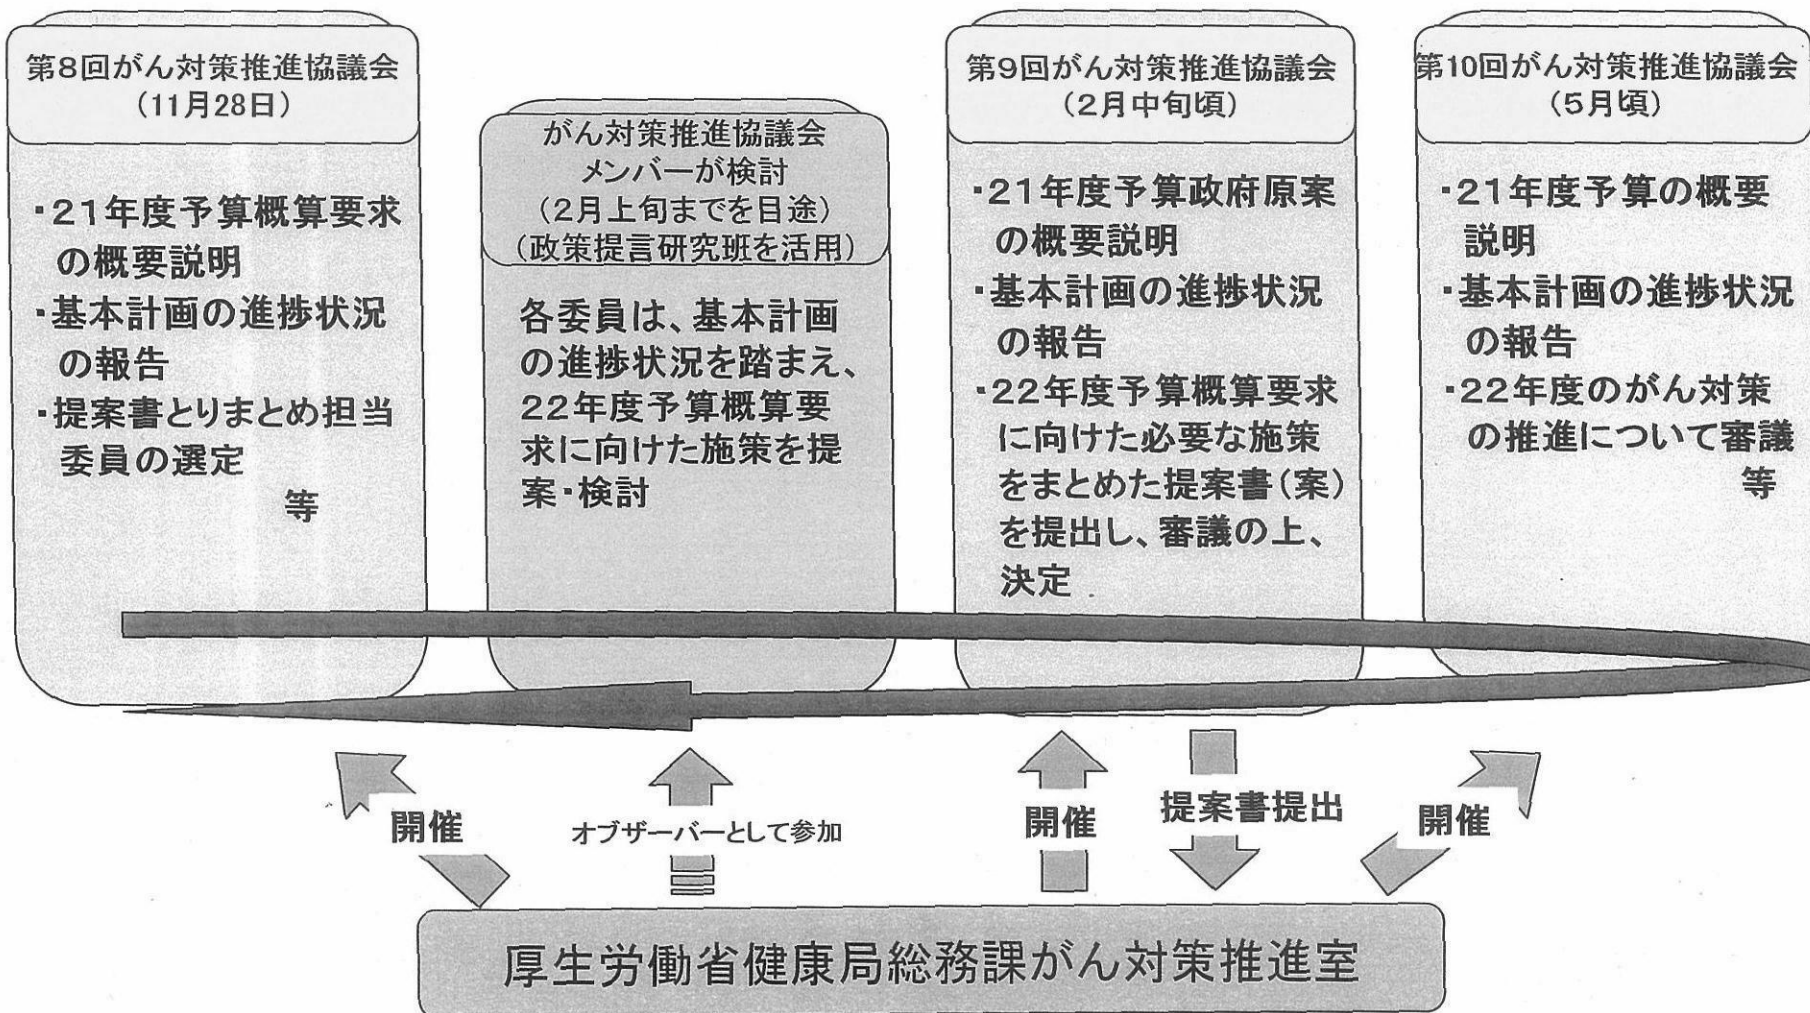 第8回がん対策推進協議会
(11月28日)
・21年度予算概算要求
の概要説明
・基本計画の進捗状況
の報告
・提案書とりまとめ担当
委員の選定
等
がん対策推進協議会
メンバーが検討
(2月上旬までを目途)
(政策提言研究班を活用)
各委員は、基本計画
の進捗状況を踏まえ、
22年度予算概算要
求に向けた施策を提
案・検討
第9回がん対策推進協議会
(2月中旬頃)
・21年度予算政府原案
の概要説明
・基本計画の進捗状況
の報告
・22年度予算概算要求
に向けた必要な施策
をまとめた提案書(案)
を提出し、審議の上、
決定
第10回がん対策推進協議会
(5月頃)
・21年度予算の概要
説明
・基本計画の進捗状況
の報告
・22年度のがん対策
の推進について審議
等
開催
オブザーバーとして参加
開催
提案書提出
開催
厚生労働省健康局総務課がん対策推進室